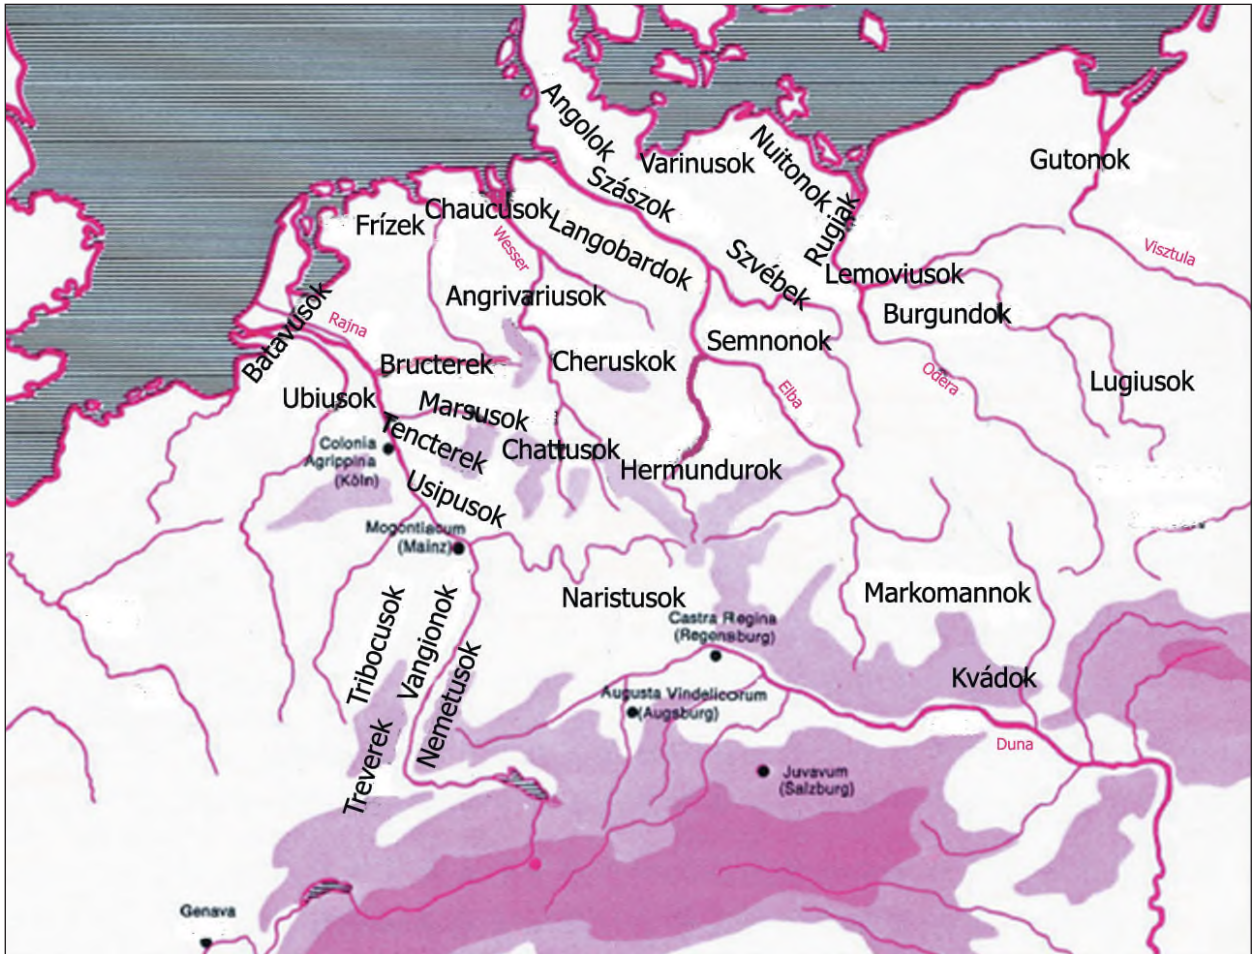 Angolok
Varinusok
Nuitonok
Gutonok
Szászok
Rugiak
Chaucusok
Frízek
Langobardok
Wesser
Visztula
Szvébek
Lemoviusok
Angrivariusok
Burgundok
Batavusok
Rajna
Semnonok
Bructerek
Cheruskok
Odera
Elba
Lugiusok
Ubiusok
Marsusok
Tencterek
Chattusok
Colonia
Agrippina
(Köln)
Hermundurok
Usipusok
Mogontiacum
(Mainz)
Naristusok
Markomannok
Castra Regina
(Regensburg)
Tribocusok
Vangionok
Nemetusok
Kvádok
Augusta Vindelicorum
(Augsburg)
Treverek
Duna
Juvavum
(Salzburg)
Genava